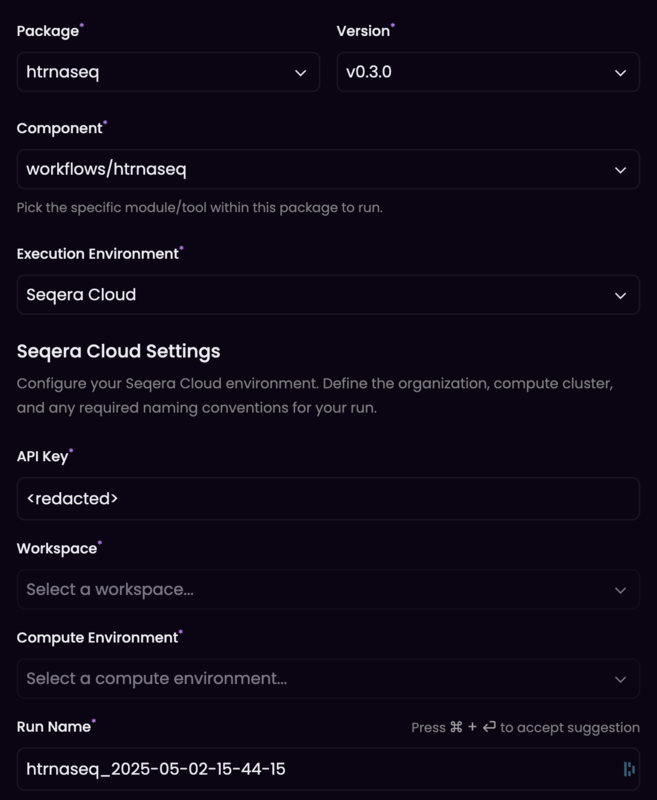 Package*
Version*
htrnaseq
v0.3.0
Component*
workflows/htrnaseq
Pick the specific module/tool within this package to run.
Execution Environment*
Seqera Cloud
Seqera Cloud Settings
Configure your Seqera Cloud environment. Define the organization, compute cluster,
and any required naming conventions for your run.
API Key*
<redacted>
Workspace*
Select a workspace...
Compute Environment*
Select a compute environment...
Run Name*
Press ⌘ + ↵ to accept suggestion
htrnaseq_2025-05-02-15-44-15